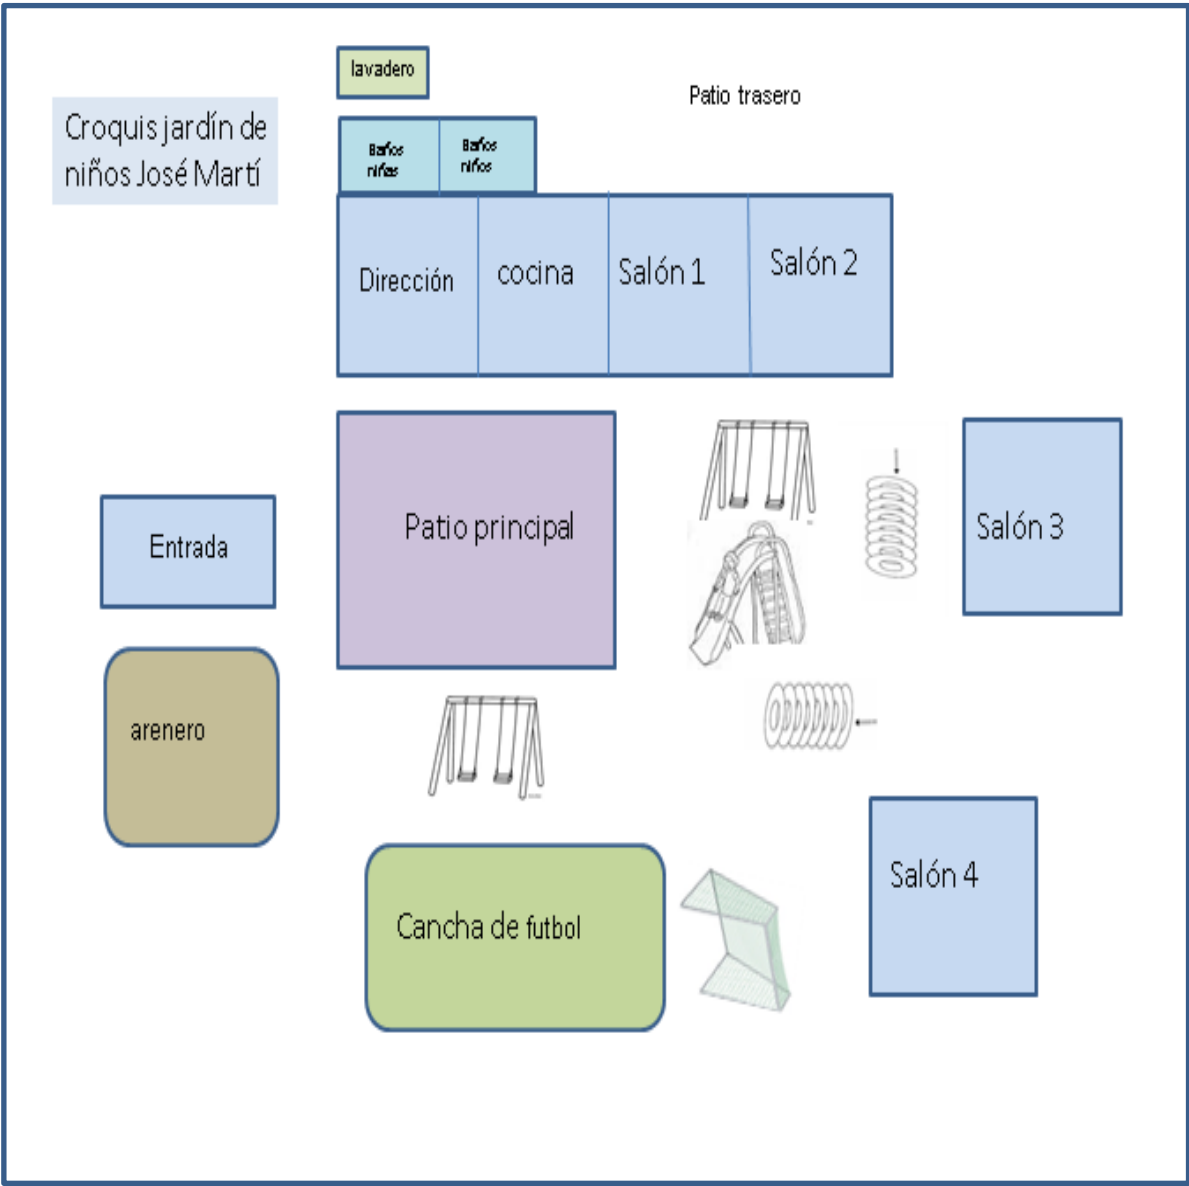 lavadero
Patio trasero
Croquis jardín de
niños José Martí
Baños
niñas
Baños
niños
Dirección
cocina
Salón 1
Salón 2
Patio principal
Salón 3
Entrada
arenero
Salón 4
Cancha de futbol